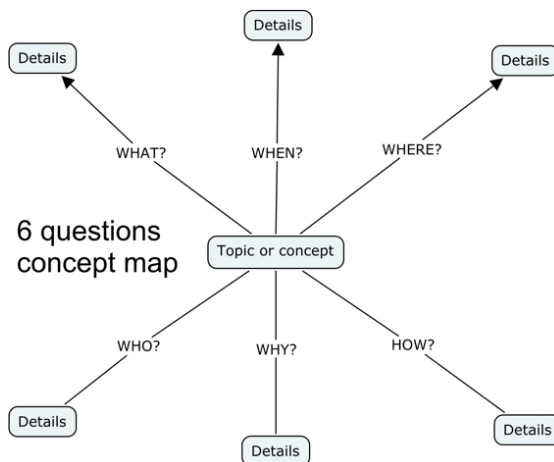 Details
Details
Details
WHAT?
WHEN?
WHERE?
6 questions
concept map
Topic or concept
WHO?
WHY?
HOW?
Details
Details
Details